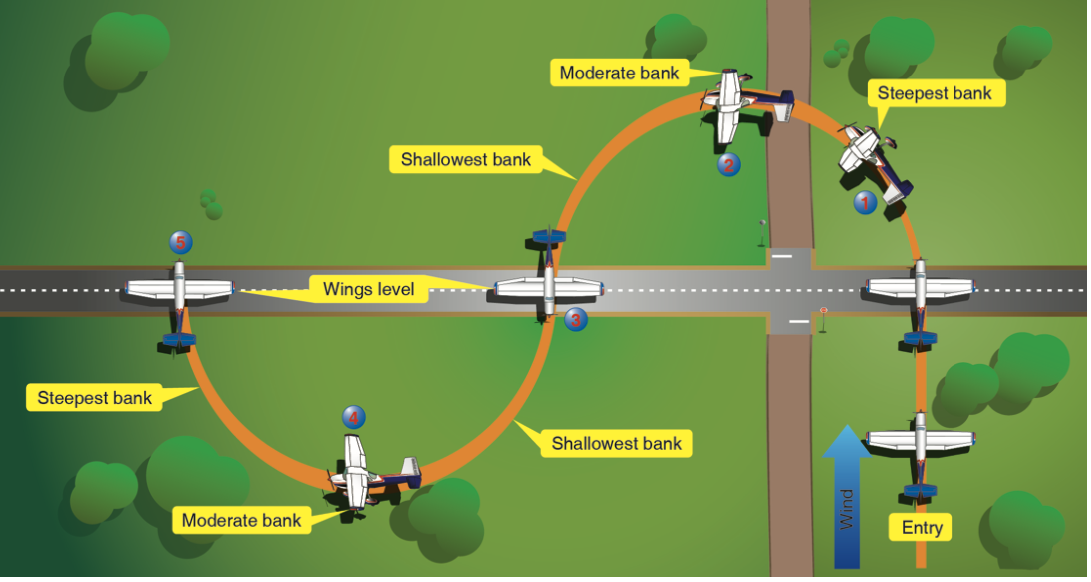 Moderate bank
Steepest bank
Shallowest bank
2
1
5
Wings level
3
Steepest bank
4
Shallowest bank
Moderate bank
Wind
Entry